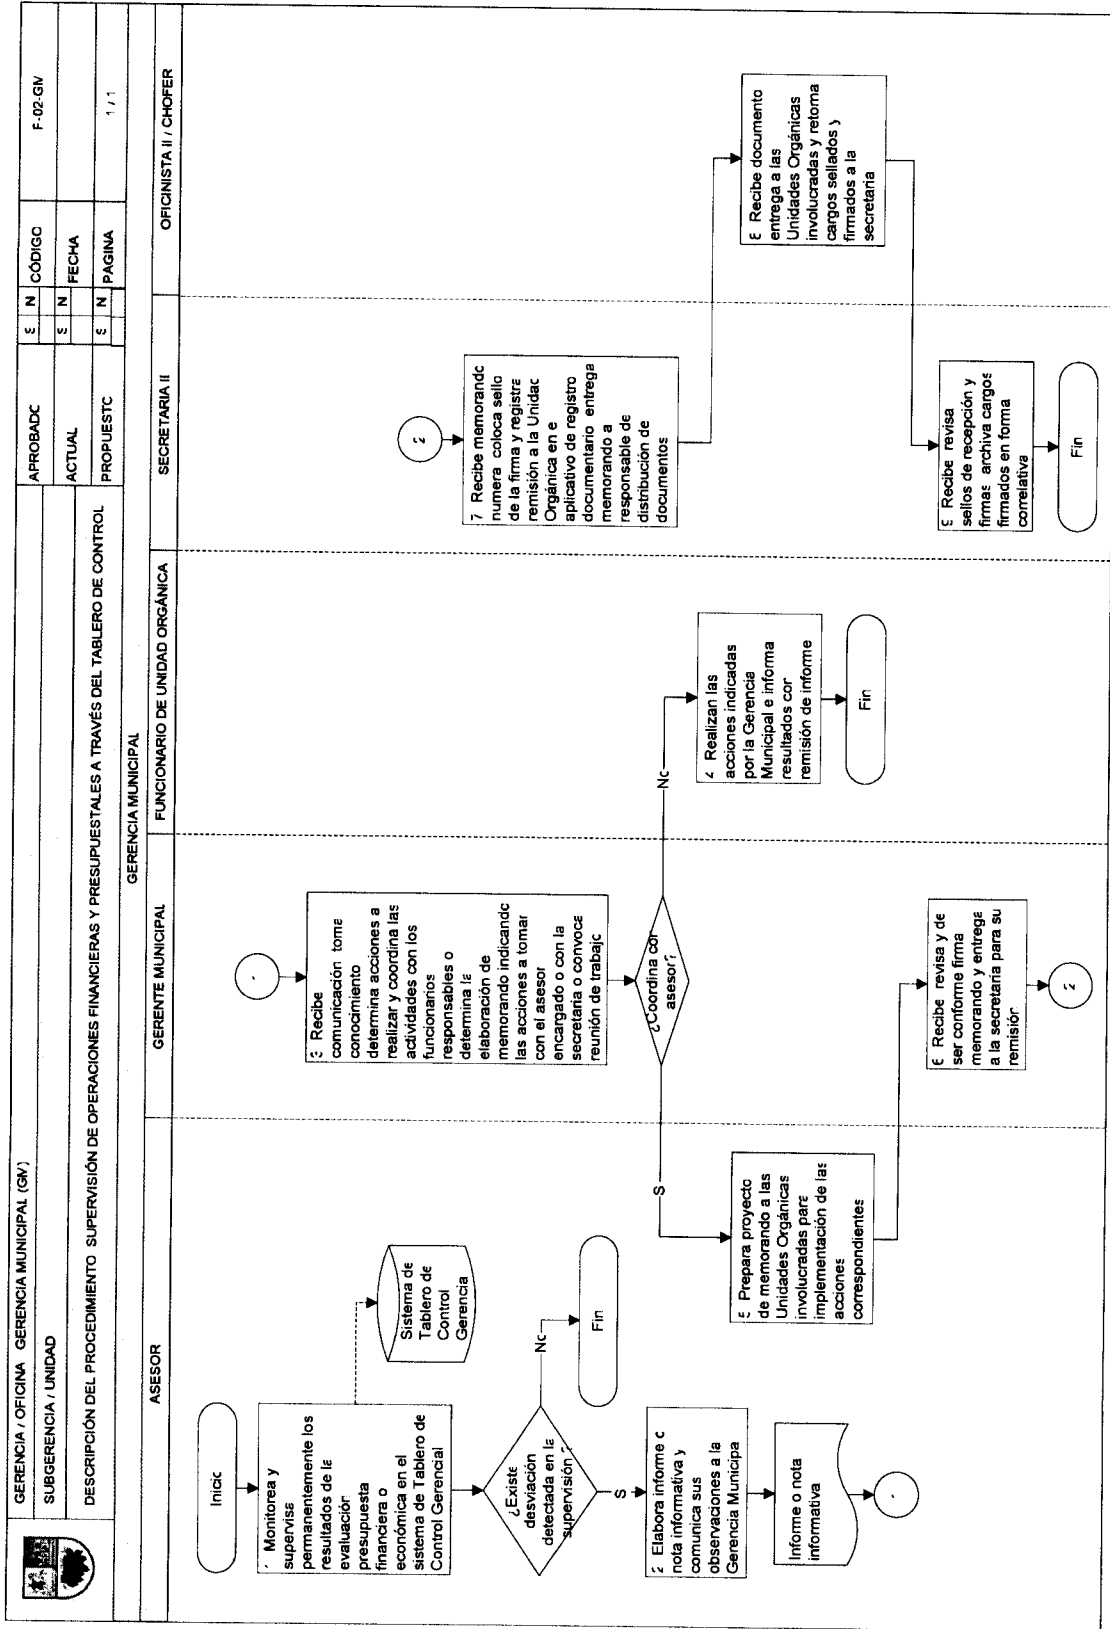 GERENCIA / OFICINA GERENCIA MUNICIPAL (GM)
SUBGERENCIA / UNIDAD
DESCRIPCIÓN DEL PROCEDIMIENTO SUPERVISIÓN DE OPERACIONES FINANCIERAS Y PRESUPUESTALES A TRAVÉS DEL TABLERO DE CONTROL
APROBADO
S N
CÓDIGO
F-02-GM
ACTUAL
S N
FECHA
PROPUESTO
S N
PAGINA
1 / 1
GERENCIA MUNICIPAL
ASESOR
GERENTE MUNICIPAL
FUNCIONARIO DE UNIDAD ORGÁNICA
SECRETARIA II
OFICINISTA II / CHOFER
Inicio
1 Monitorea y
supervisa
permanentemente los
resultados de la
evaluación
presupuesta
financiera o
económica en el
sistema de Tablero de
Control Gerencial
Sistema de
Tablero de
Control
Gerencia
¿Existe
desviación
detectada en la
supervisión ?
No
Fin
S
2 Elabora informe o
nota informativa y
comunica sus
observaciones a la
Gerencia Municipa
Informe o nota
informativa
3 Recibe
comunicación toma
conocimiento
determina acciones a
realizar y coordina las
actividades con los
funcionarios
responsables o
determina la
elaboración de
memorando indicando
las acciones a tomar
con el asesor
encargado o con la
secretaria o convoca
reunión de trabajo
¿Coordina con
asesor?
No
S
4 Realizan las
acciones indicadas
por la Gerencia
Municipal e informa
resultados con
remisión de informe
Fin
5 Prepara proyecto
de memorando a las
Unidades Orgánicas
involucradas para
implementación de las
acciones
correspondientes
6 Recibe revisa y de
ser conforme firma
memorando y entrega
a la secretaria para su
remisión
2
2
7 Recibe memorando
numera coloca sello
de la firma y registra
remisión a la Unidad
Orgánica en e
aplicativo de registro
documentario entrega
memorando a
responsable de
distribución de
documentos
8 Recibe documento
entrega a las
Unidades Orgánicas
involucradas y retorna
cargos sellados y
firmados a la
secretaria
9 Recibe revisa
sellos de recepción y
firmas archiva cargos
firmados en forma
correlativa
Fin